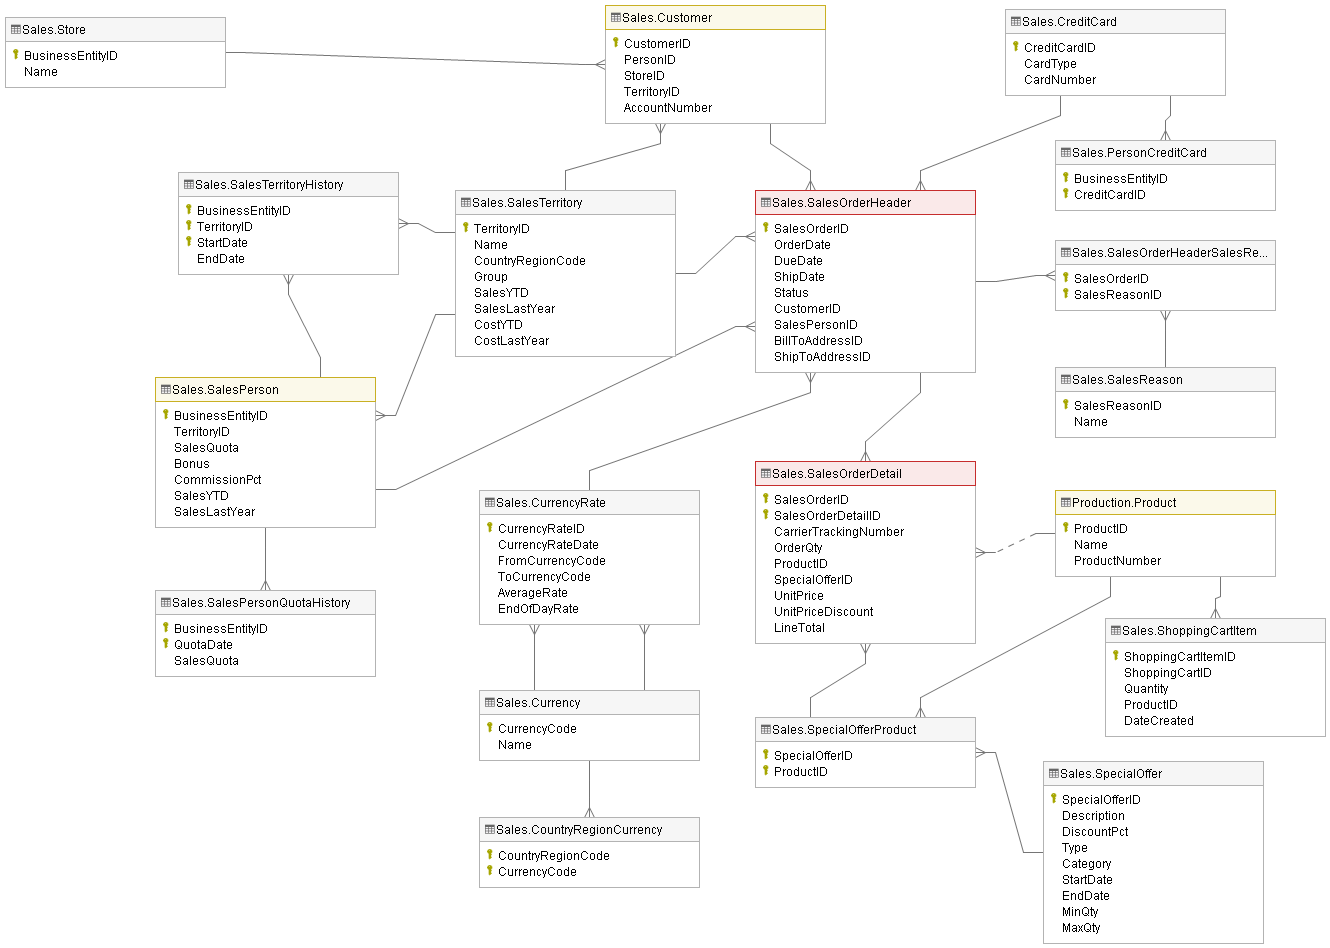 Sales.Store
BusinessEntityID
Name
Sales.Customer
CustomerID
PersonID
StoreID
TerritoryID
AccountNumber
Sales.CreditCard
CreditCardID
CardType
CardNumber
Sales.PersonCreditCard
BusinessEntityID
CreditCardID
Sales.SalesTerritoryHistory
BusinessEntityID
TerritoryID
StartDate
EndDate
Sales.SalesTerritory
TerritoryID
Name
CountryRegionCode
Group
SalesYTD
SalesLastYear
CostYTD
CostLastYear
Sales.SalesOrderHeader
SalesOrderID
OrderDate
DueDate
ShipDate
Status
CustomerID
SalesPersonID
BillToAddressID
ShipToAddressID
Sales.SalesOrderHeaderSalesRe...
SalesOrderID
SalesReasonID
Sales.SalesReason
SalesReasonID
Name
Sales.SalesPerson
BusinessEntityID
TerritoryID
SalesQuota
Bonus
CommissionPct
SalesYTD
SalesLastYear
Sales.SalesPersonQuotaHistory
BusinessEntityID
QuotaDate
SalesQuota
Sales.CurrencyRate
CurrencyRateID
CurrencyRateDate
FromCurrencyCode
ToCurrencyCode
AverageRate
EndOfDayRate
Sales.SalesOrderDetail
SalesOrderID
SalesOrderDetailID
CarrierTrackingNumber
OrderQty
ProductID
SpecialOfferID
UnitPrice
UnitPriceDiscount
LineTotal
Production.Product
ProductID
Name
ProductNumber
Sales.ShoppingCartItem
ShoppingCartItemID
ShoppingCartID
Quantity
ProductID
DateCreated
Sales.Currency
CurrencyCode
Name
Sales.SpecialOfferProduct
SpecialOfferID
ProductID
Sales.SpecialOffer
SpecialOfferID
Description
DiscountPct
Type
Category
StartDate
EndDate
MinQty
MaxQty
Sales.CountryRegionCurrency
CountryRegionCode
CurrencyCode